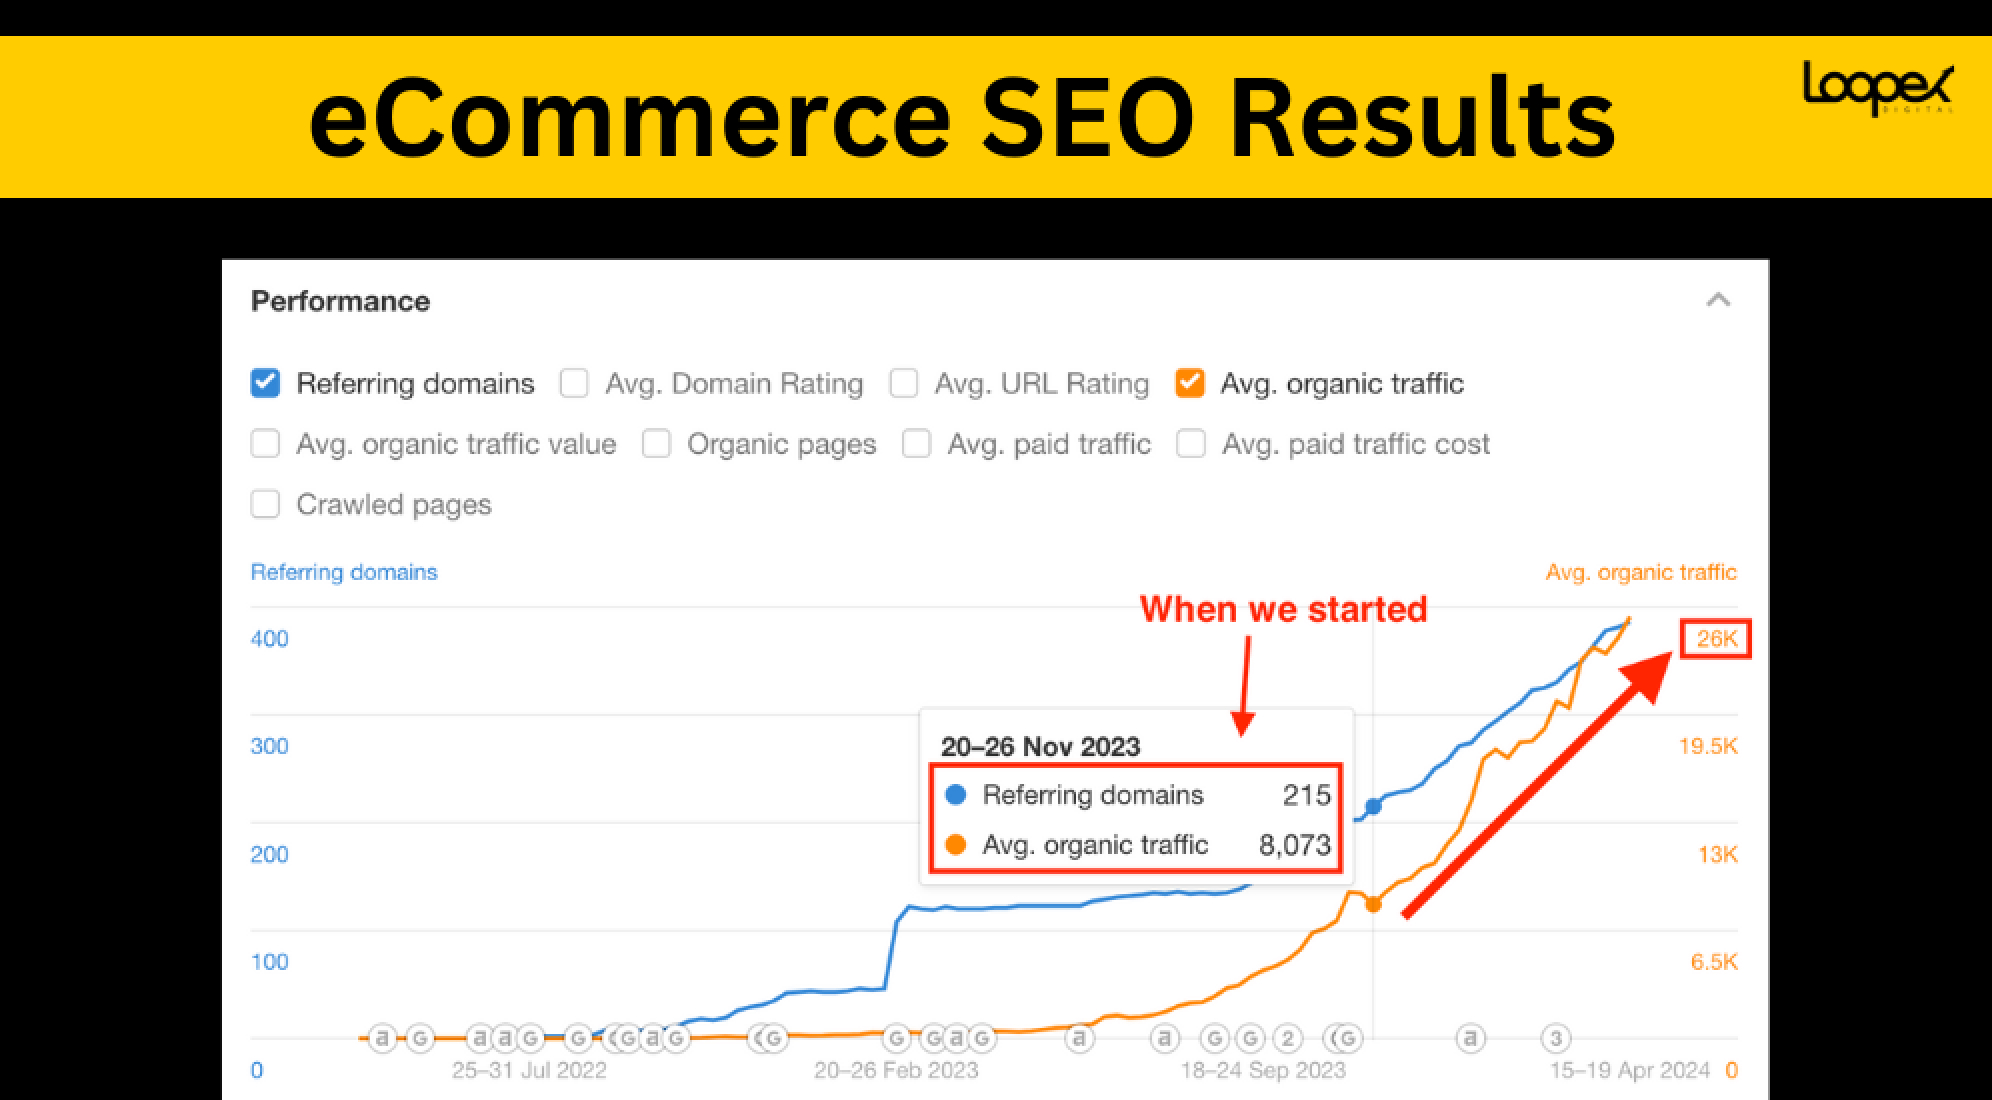 eCommerce SEO Results
Loopex
DIGITAL
Performance
Referring domains Avg. Domain Rating Avg. URL Rating Avg. organic traffic
Avg. organic traffic value Organic pages Avg. paid traffic Avg. paid traffic cost
Crawled pages
Referring domains Avg. organic traffic
When we started
400 26K
20–26 Nov 2023
300 19.5K
Referring domains 215
Avg. organic traffic 8,073
200 13K
100 6.5K
a G a a G G G a G G G G a G a a G G 2 G a 3
0 25–31 Jul 2022 20–26 Feb 2023 18–24 Sep 2023 15–19 Apr 2024 0